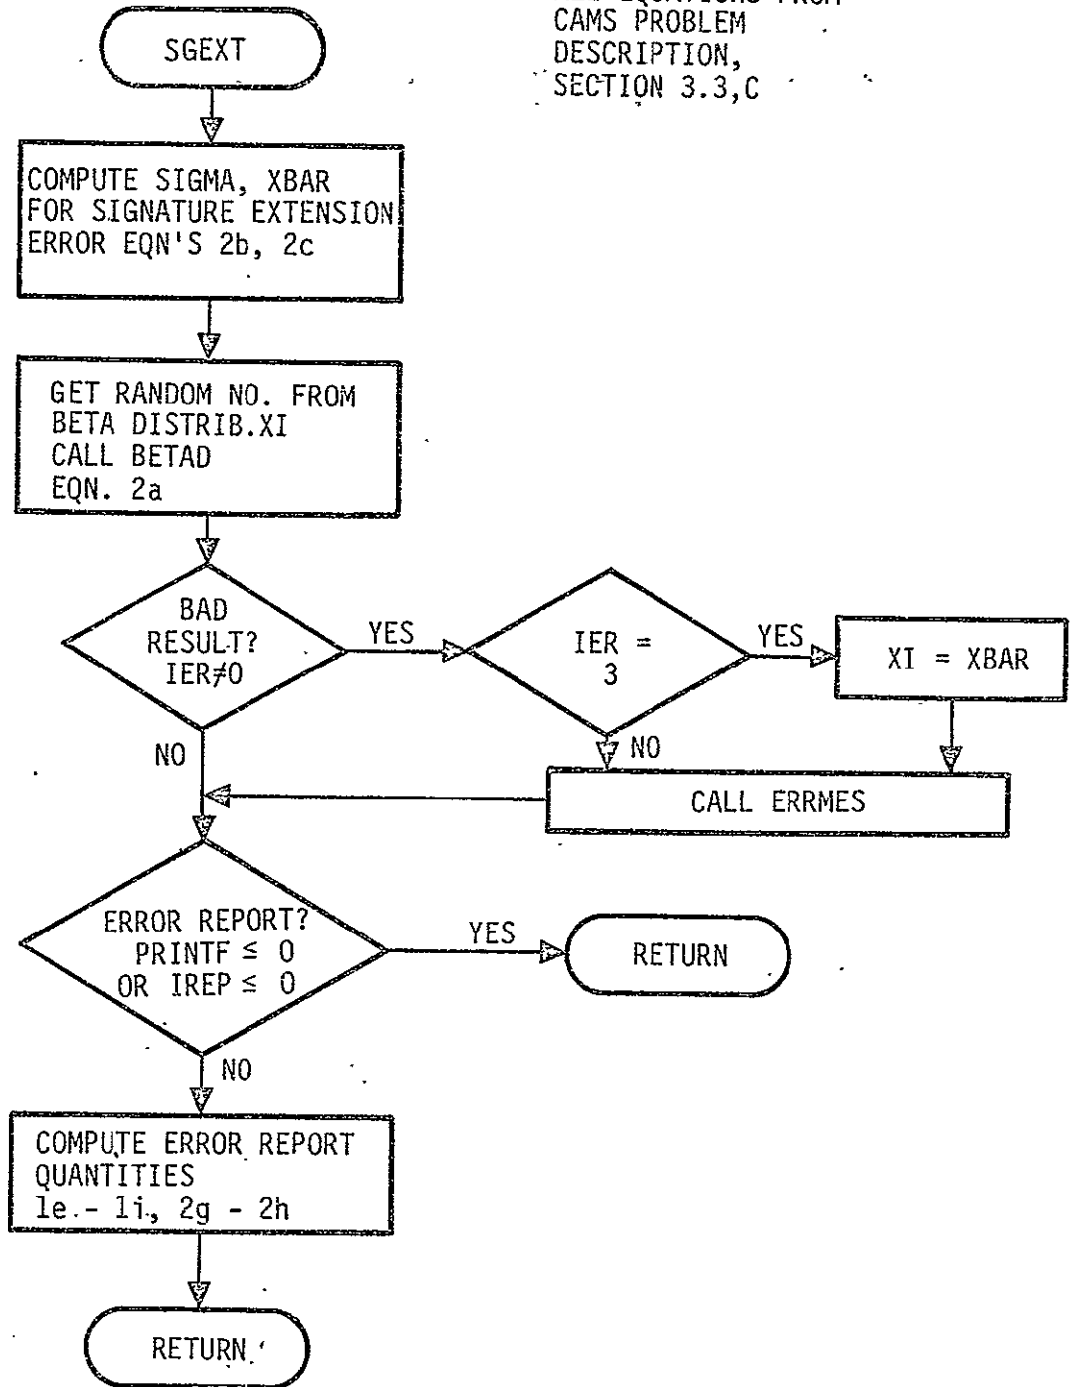 EQUATIONS FROM
CAMS PROBLEM
DESCRIPTION,
SECTION 3.3,C
SGEXT
COMPUTE SIGMA, XBAR
FOR SIGNATURE EXTENSION
ERROR EQN'S 2b, 2c
GET RANDOM NO. FROM
BETA DISTRIB.XI
CALL BETAD
EQN. 2a
BAD
RESULT?
IER≠0
YES
IER =
3
YES
XI = XBAR
NO
NO
CALL ERRMES
ERROR REPORT?
PRINTF ≤ 0
OR IREP ≤ 0
YES
RETURN
NO
COMPUTE ERROR REPORT
QUANTITIES
1e - 1i, 2g - 2h
RETURN